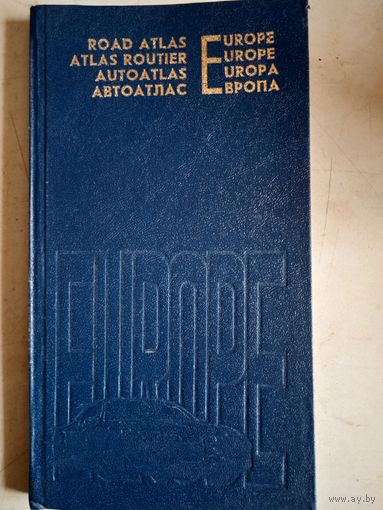 ROAD ATLAS EUROPE
ATLAS ROUTIER EUROPE
AUTOATLAS EUROPA
АВТОАТЛАС ЕВРОПА
EUROPE
www.ay.by